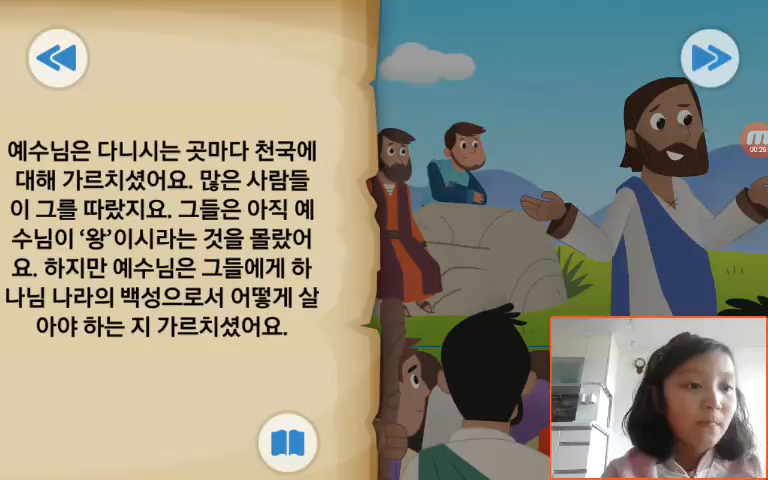 예수님은 다니시는 곳마다 천국에
대해 가르치셨어요. 많은 사람들
이 그를 따랐지요. 그들은 아직 예
수님이 ‘왕’이시라는 것을 몰랐어
요. 하지만 예수님은 그들에게 하
나님 나라의 백성으로서 어떻게 살
아야 하는 지 가르치셨어요.
00:26